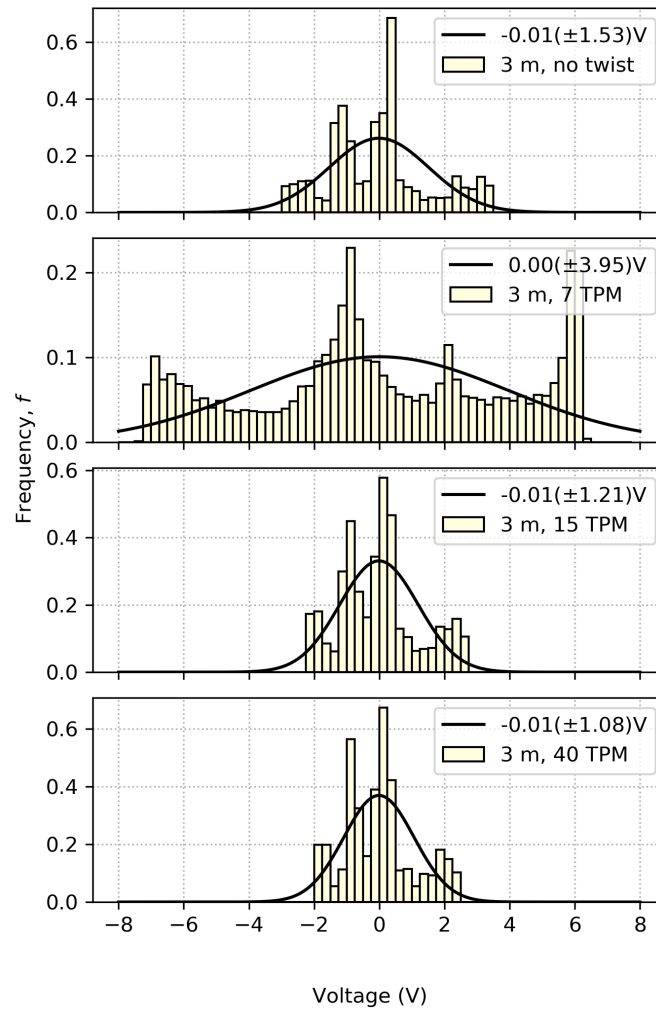 0.6
0.4
0.2
0.0
-0.01(±1.53)V
3 m, no twist
0.2
0.1
0.0
0.00(±3.95)V
3 m, 7 TPM
Frequency, f
0.6
0.4
0.2
0.0
-0.01(±1.21)V
3 m, 15 TPM
0.6
0.4
0.2
0.0
-0.01(±1.08)V
3 m, 40 TPM
−8 −6 −4 −2 0 2 4 6 8
Voltage (V)